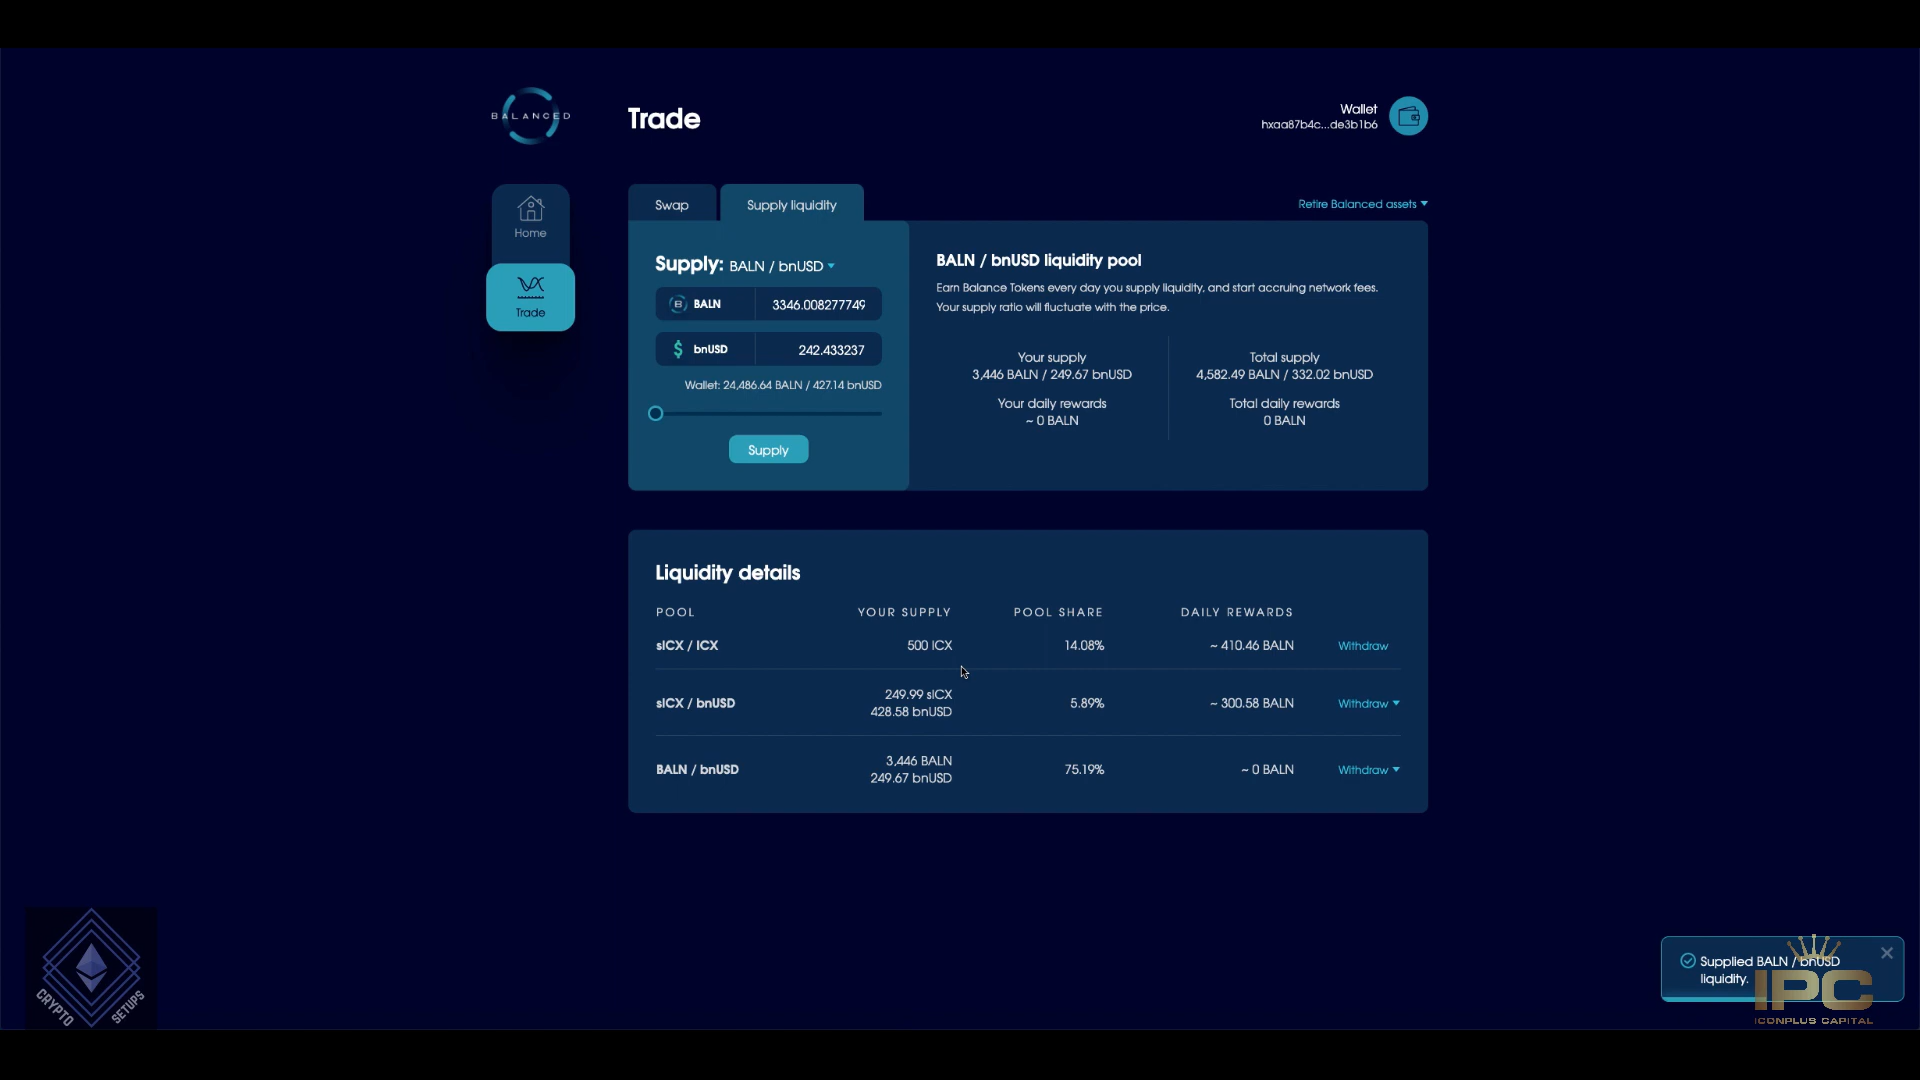 BALANCED
Trade
Wallet
hxaa87b4c...de3b1b6
Home
Trade
Swap
Supply liquidity
Retire Balanced assets
Supply: BALN / bnUSD
BALN 3346.008277749
bnUSD 242.433237
Wallet: 24,486.64 BALN / 427.14 bnUSD
Supply
BALN / bnUSD liquidity pool
Earn Balance Tokens every day you supply liquidity, and start accruing network fees.
Your supply ratio will fluctuate with the price.
Your supply
3,446 BALN / 249.67 bnUSD
Your daily rewards
~ 0 BALN
Total supply
4,582.49 BALN / 332.02 bnUSD
Total daily rewards
0 BALN
Liquidity details
POOL YOUR SUPPLY POOL SHARE DAILY REWARDS
sICX / ICX 500 ICX 14.08% ~ 410.46 BALN Withdraw
sICX / bnUSD 249.99 sICX 5.89% ~ 300.58 BALN Withdraw
428.58 bnUSD
BALN / bnUSD 3,446 BALN 75.19% ~ 0 BALN Withdraw
249.67 bnUSD
CRYPTO SETUPS
Supplied BALN / bnUSD
liquidity.
IPC
ICONPLUS CAPITAL